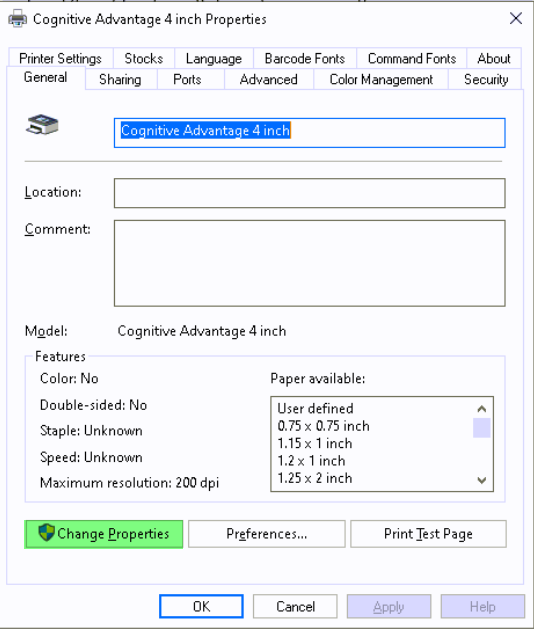 Cognitive Advantage 4 inch Properties
Printer Settings Stocks Language Barcode Fonts Command Fonts About
General Sharing Ports Advanced Color Management Security
Cognitive Advantage 4 inch
Location:
Comment:
Model: Cognitive Advantage 4 inch
Features
Color: No Paper available:
Double-sided: No User defined
Staple: Unknown 0.75 x 0.75 inch
Speed: Unknown 1.15 x 1 inch
Maximum resolution: 200 dpi 1.2 x 1 inch
1.25 x 2 inch
Change Properties Preferences... Print Test Page
OK Cancel Apply Help